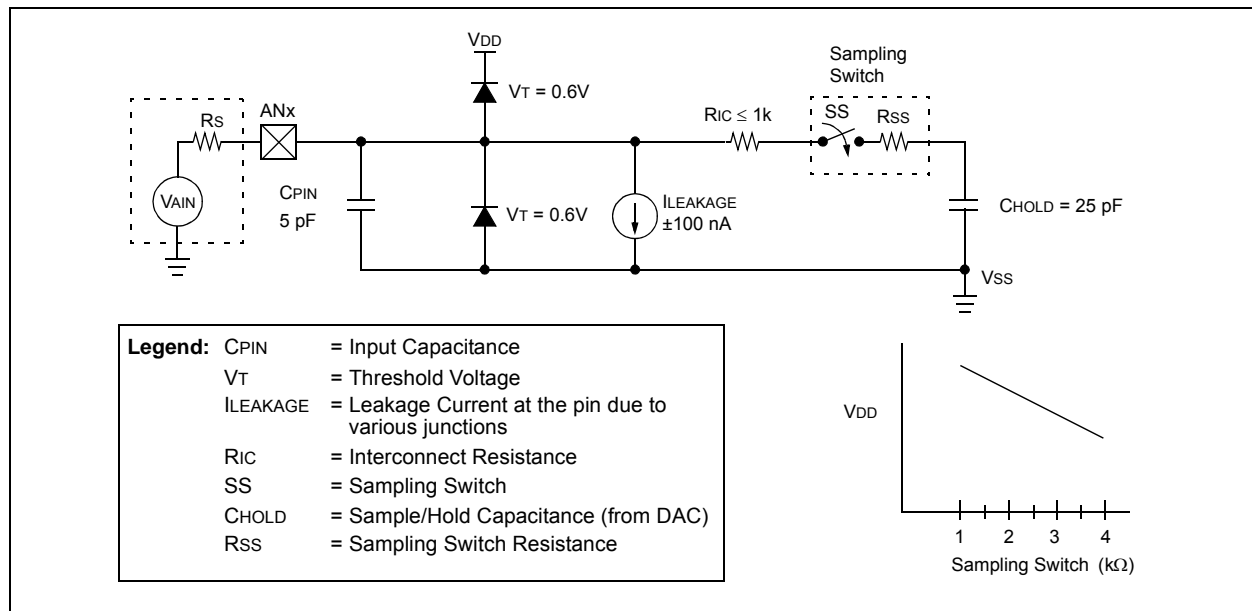 VDD
Sampling
Switch
VT = 0.6V
RS
ANx
RIC ≤ 1k
SS
RSS
VAIN
CPIN
5 pF
VT = 0.6V
ILEAKAGE
±100 nA
CHOLD = 25 pF
VSS
Legend: CPIN = Input Capacitance
VT = Threshold Voltage
ILEAKAGE = Leakage Current at the pin due to
various junctions
RIC = Interconnect Resistance
SS = Sampling Switch
CHOLD = Sample/Hold Capacitance (from DAC)
RSS = Sampling Switch Resistance
VDD
1 2 3 4
Sampling Switch (kΩ)